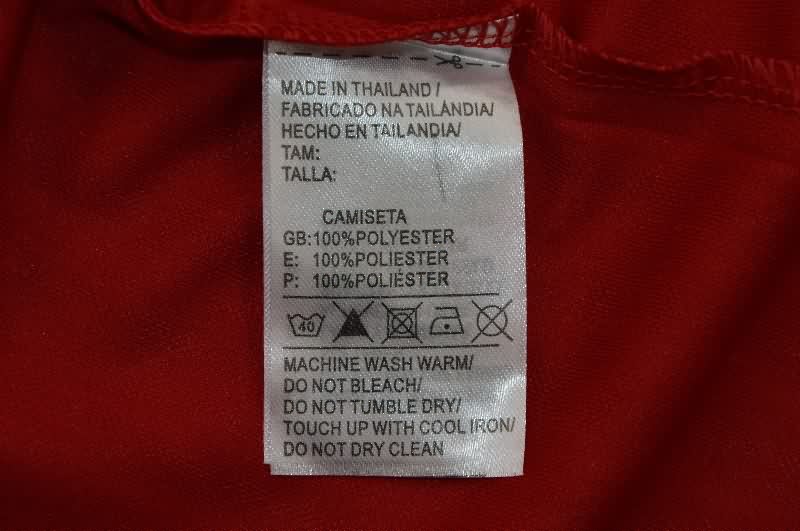 MADE IN THAILAND/
FABRICADO NA TAILÂNDIA/
HECHO EN TAILANDIA/
TAM:
TALLA:
CAMISETA
GB:100%POLYESTER
E: 100%POLIESTER
P: 100%POLIÉSTER
40
MACHINE WASH WARM/
DO NOT BLEACH/
DO NOT TUMBLE DRY/
TOUCH UP WITH COOL IRON/
DO NOT DRY CLEAN